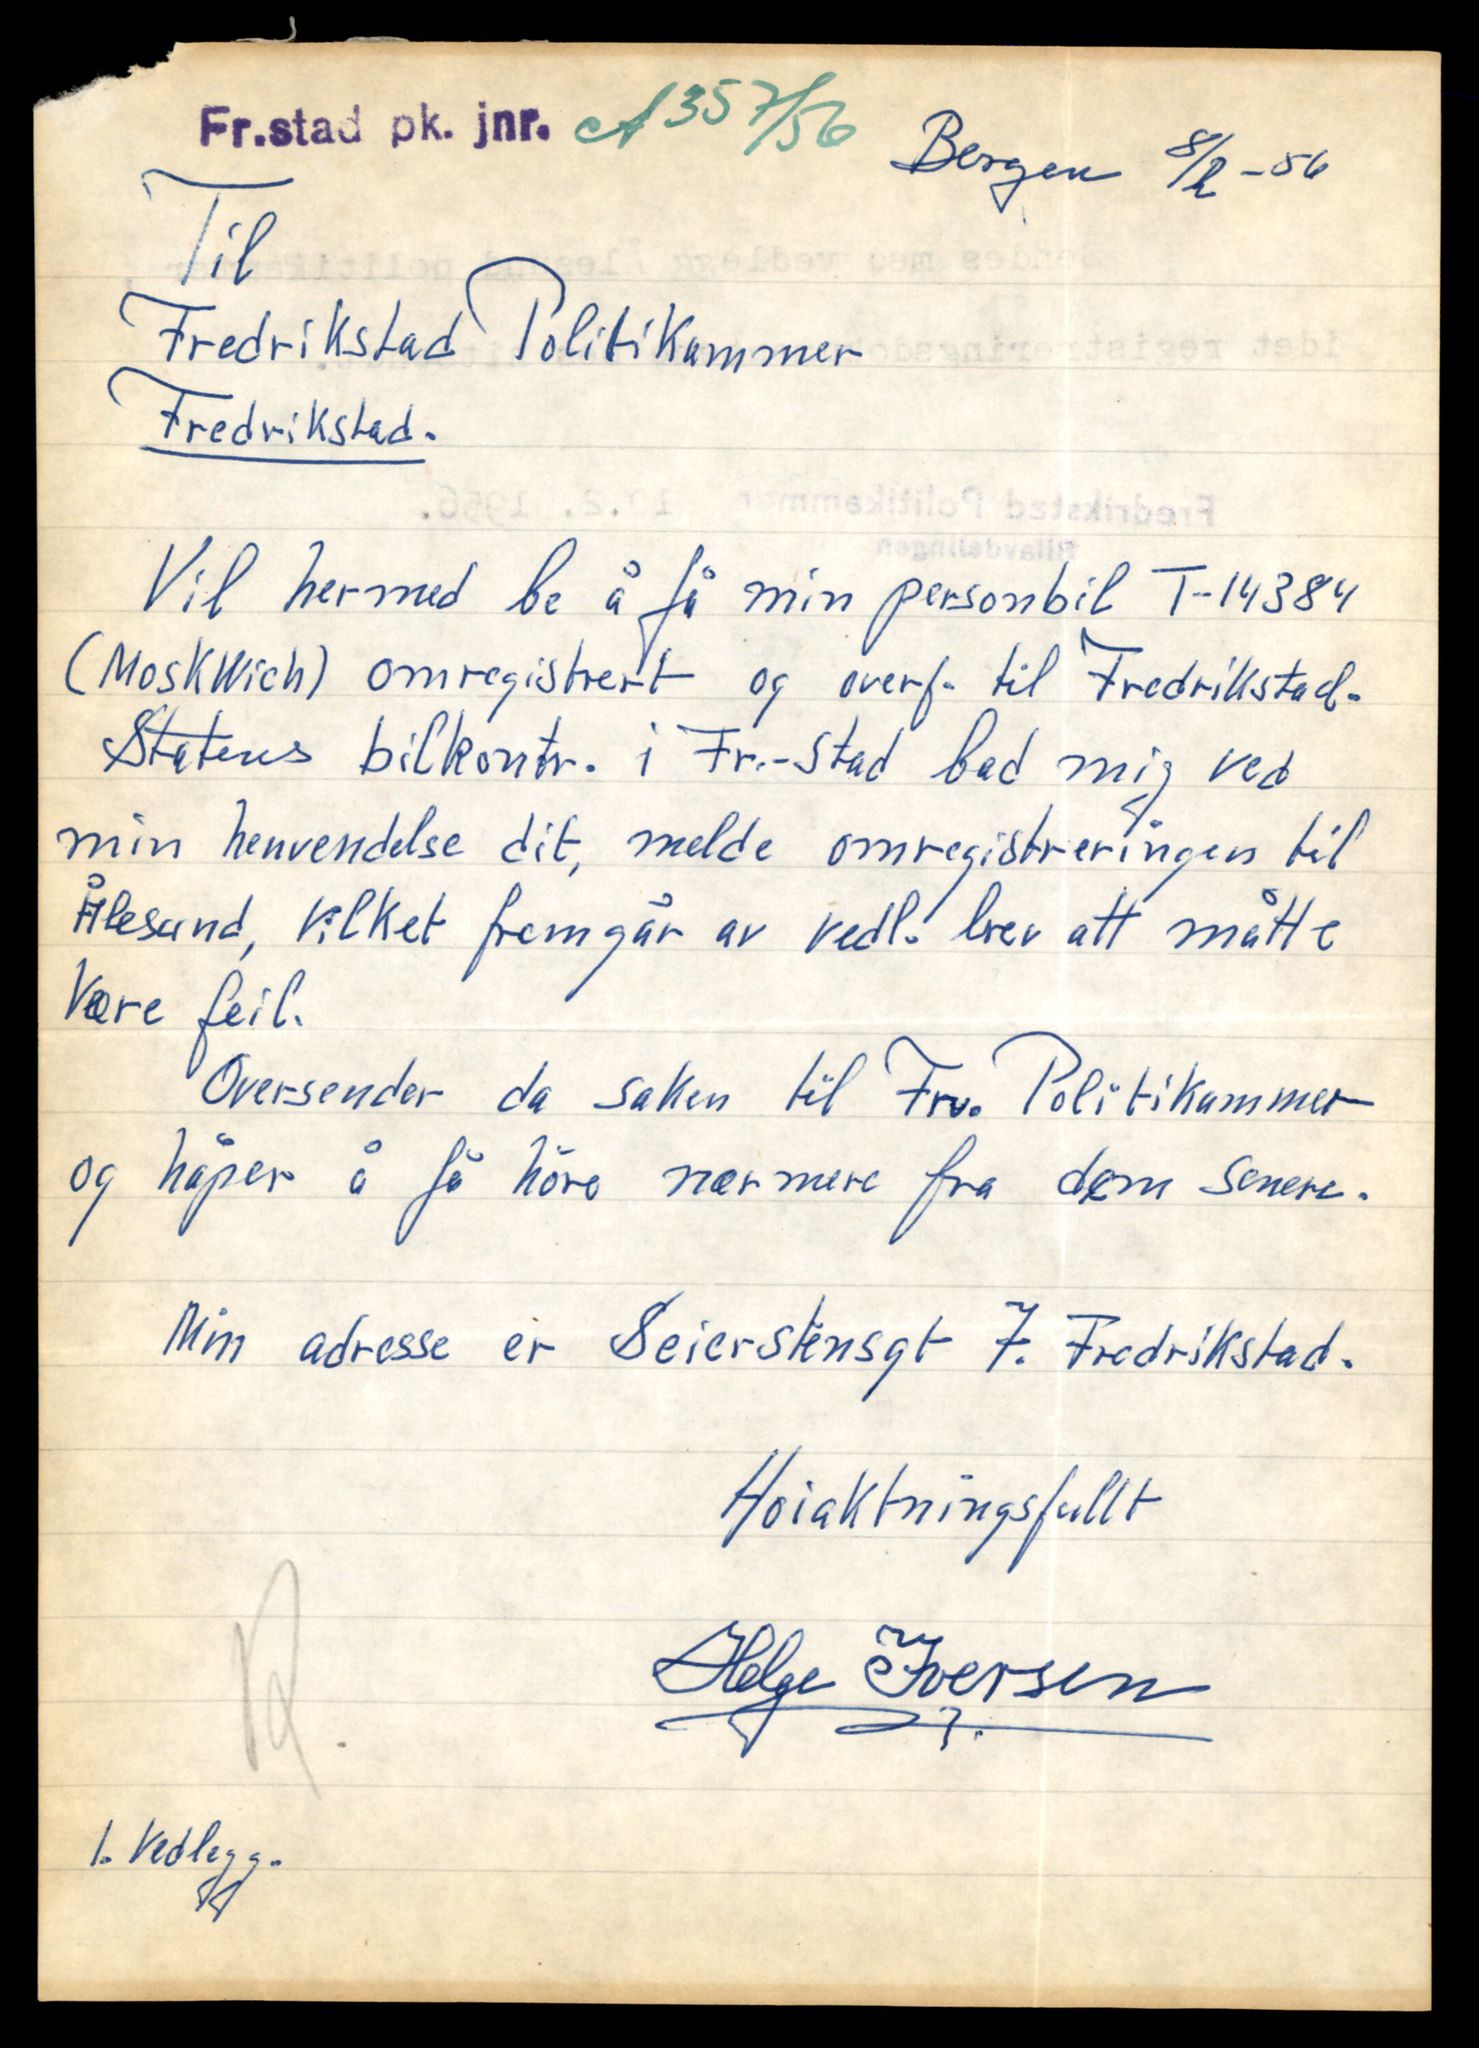 Fr.stad pk. jnr. A 357/56
Bergen 8/2-56
Til
Fredrikstad Politikammer
Fredrikstad.
Vil hermed be å få min personbil T-14384
(Moskwich) omregistrert og overf. til Fredrikstad.
Statens bilkontr. i Fr.-stad bad mig ved
min henvendelse dit, melde omregistreringen til
Ålesund, vilket fremgår av vedl. brev att måtte
være feil.
Oversender da saken til Frv. Politikammer
og håper å få höre nærmere fra dem senere.
Min adresse er Seierstensgt 7. Fredrikstad.
Hoiaktningsfullt
Helge Iversen
1. Vedlegg.